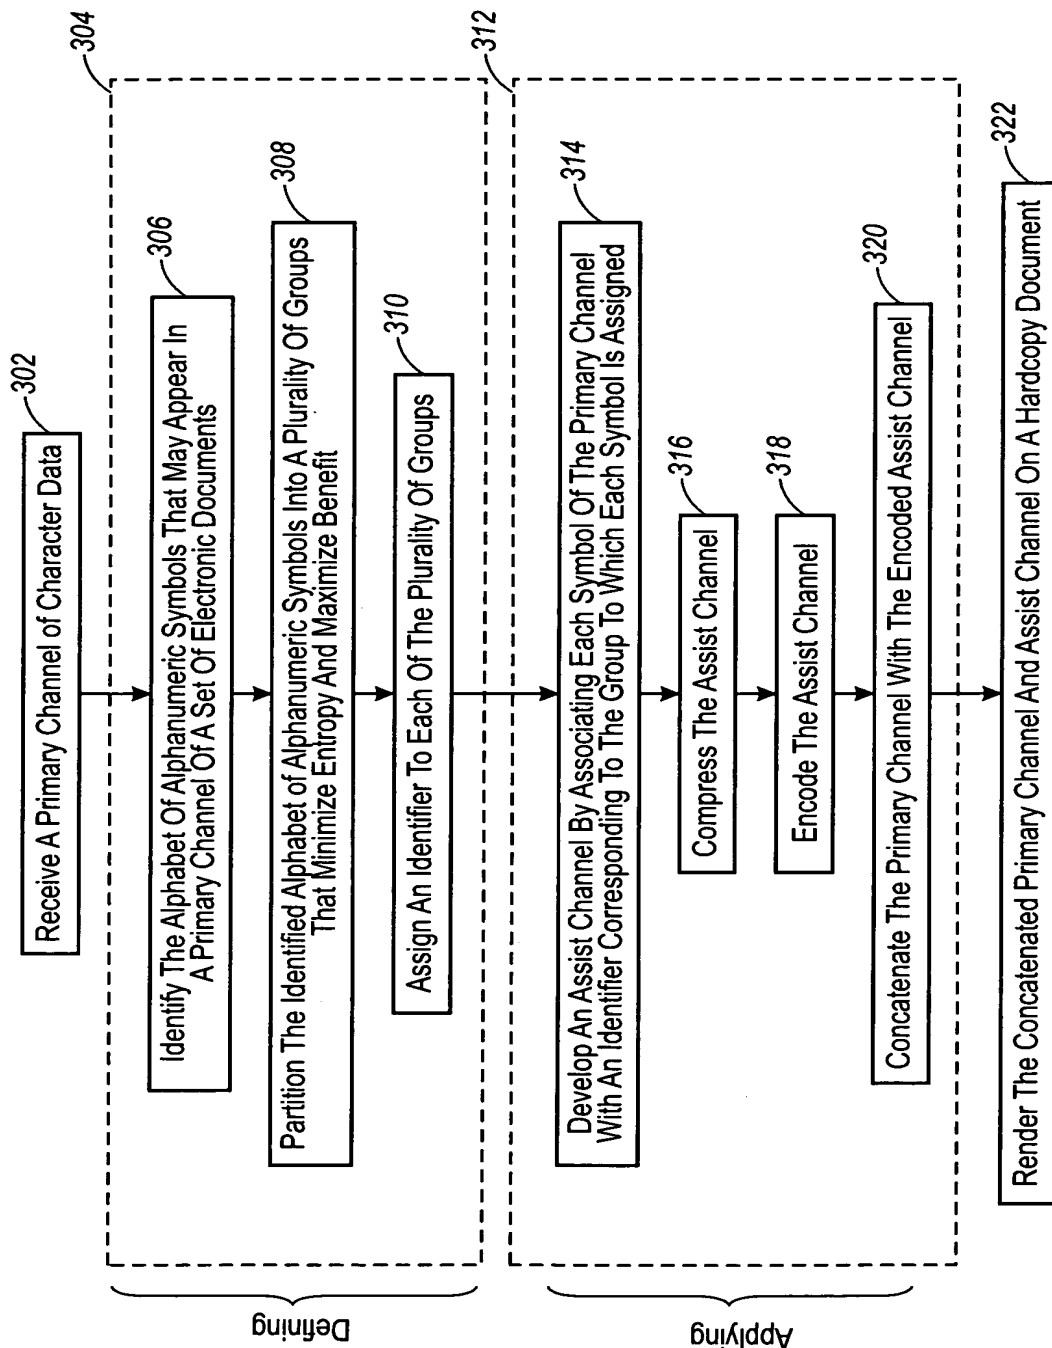 302
Receive A Primary Channel of Character Data
304
306
Identify The Alphabet Of Alphanumeric Symbols That May Appear In
A Primary Channel Of A Set Of Electronic Documents
308
Partition The Identified Alphabet of Alphanumeric Symbols Into A Plurality Of Groups
That Minimize Entropy And Maximize Benefit
310
Assign An Identifier To Each Of The Plurality Of Groups
Defining
312
314
Develop An Assist Channel By Associating Each Symbol Of The Primary Channel
With An Identifier Corresponding To The Group To Which Each Symbol Is Assigned
316
Compress The Assist Channel
318
Encode The Assist Channel
320
Concatenate The Primary Channel With The Encoded Assist Channel
Applying
322
Render The Concatenated Primary Channel And Assist Channel On A Hardcopy Document